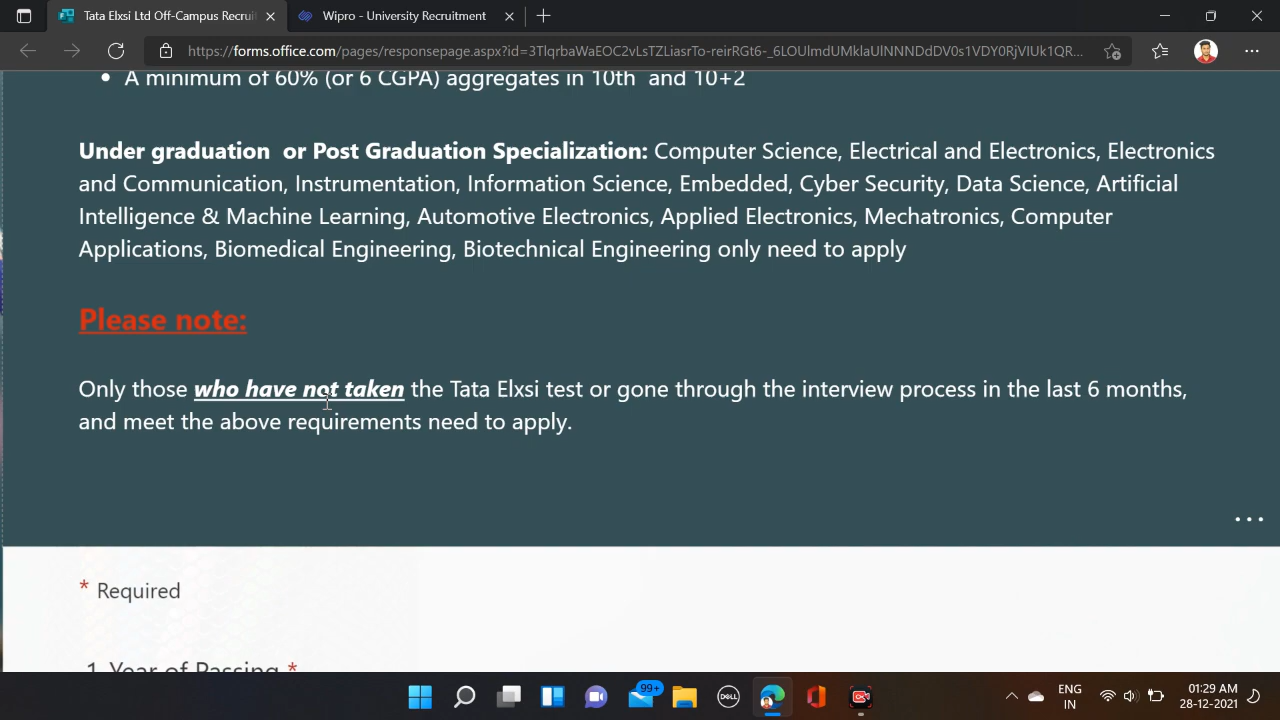 Tata Elxsi Ltd Off-Campus Recrui
Wipro - University Recruitment
https://forms.office.com/pages/responsepage.aspx?id=3TlqrbaWaEOC2vLsTZLiasrTo-reirRGt6-_6LOUlmdUMklaUlNNNDdDV0s1VDY0RjVIUk1QR...
• A minimum of 60% (or 6 CGPA) aggregates in 10th and 10+2
Under graduation or Post Graduation Specialization: Computer Science, Electrical and Electronics, Electronics
and Communication, Instrumentation, Information Science, Embedded, Cyber Security, Data Science, Artificial
Intelligence & Machine Learning, Automotive Electronics, Applied Electronics, Mechatronics, Computer
Applications, Biomedical Engineering, Biotechnical Engineering only need to apply
Please note:
Only those who have not taken the Tata Elxsi test or gone through the interview process in the last 6 months,
and meet the above requirements need to apply.
* Required
1. Year of Passing *
99+
DELL
ENG
IN
01:29 AM
28-12-2021